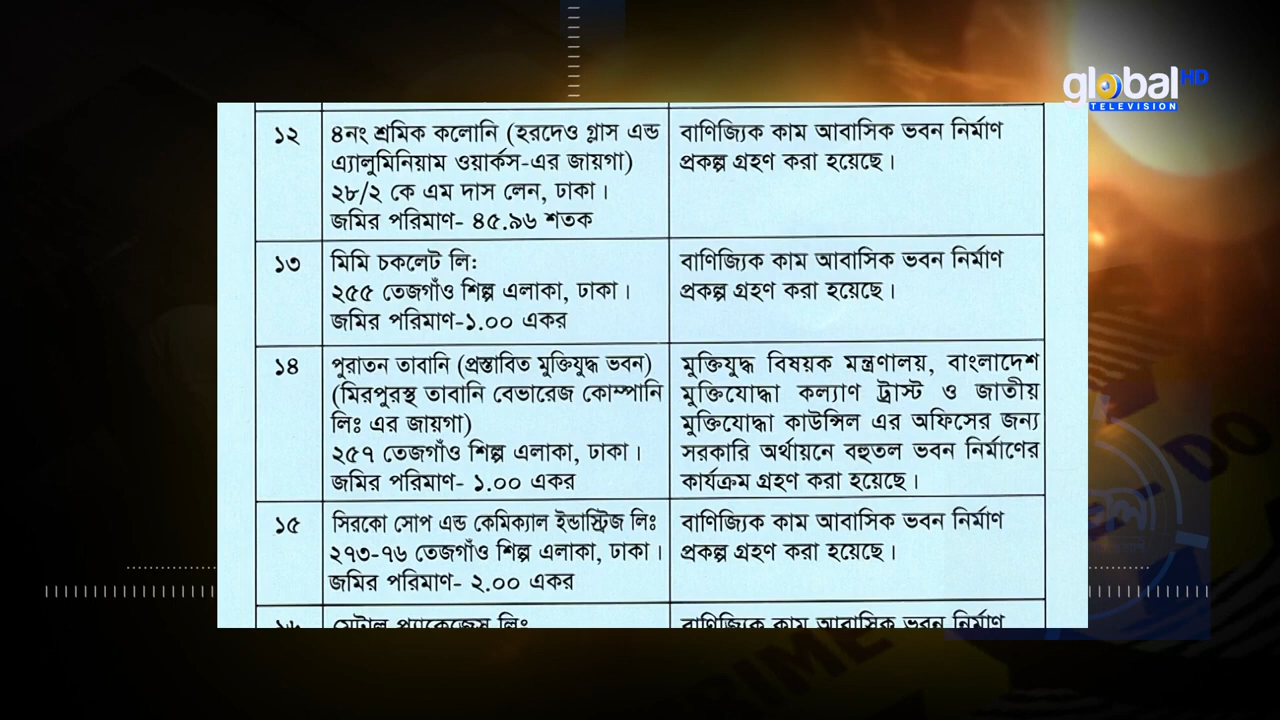 global HD
TELEVISION
১২
৪নং শ্রমিক কলোনি (হরদেও গ্লাস এন্ড
এ্যালুমিনিয়াম ওয়ার্কস-এর জায়গা)
২৮/২ কে এম দাস লেন, ঢাকা।
জমির পরিমাণ- ৪৫.৯৬ শতক
বাণিজ্যিক কাম আবাসিক ভবন নির্মাণ
প্রকল্প গ্রহণ করা হয়েছে।
১৩
মিমি চকলেট লি:
২৫৫ তেজগাঁও শিল্প এলাকা, ঢাকা।
জমির পরিমাণ-১.০০ একর
বাণিজ্যিক কাম আবাসিক ভবন নির্মাণ
প্রকল্প গ্রহণ করা হয়েছে।
১৪
পুরাতন তাবানি (প্রস্তাবিত মুক্তিযুদ্ধ ভবন)
(মিরপুরস্থ তাবানি বেভারেজ কোম্পানি
লিঃ এর জায়গা)
২৫৭ তেজগাঁও শিল্প এলাকা, ঢাকা।
জমির পরিমাণ- ১.০০ একর
মুক্তিযুদ্ধ বিষয়ক মন্ত্রণালয়, বাংলাদেশ
মুক্তিযোদ্ধা কল্যাণ ট্রাস্ট ও জাতীয়
মুক্তিযোদ্ধা কাউন্সিল এর অফিসের জন্য
সরকারি অর্থায়নে বহুতল ভবন নির্মাণের
কার্যক্রম গ্রহণ করা হয়েছে।
১৫
সিরকো সোপ এন্ড কেমিক্যাল ইন্ডাস্ট্রিজ লিঃ
২৭৩-৭৬ তেজগাঁও শিল্প এলাকা, ঢাকা।
জমির পরিমাণ- ২.০০ একর
বাণিজ্যিক কাম আবাসিক ভবন নির্মাণ
প্রকল্প গ্রহণ করা হয়েছে।
১৬
মেটাল প্যাকেজেস লি:
বাণিজ্যিক কাম আবাসিক ভবন নির্মাণ